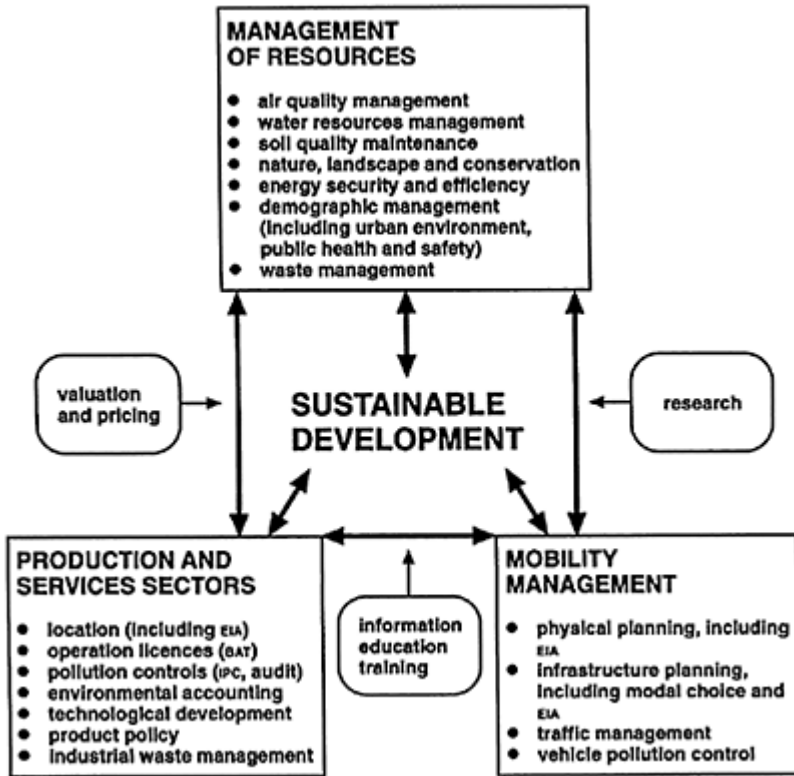 MANAGEMENT
OF RESOURCES
● air quality management
● water resources management
● soil quality maintenance
● nature, landscape and conservation
● energy security and efficiency
● demographic management
(including urban environment,
public health and safety)
● waste management
valuation
and pricing
SUSTAINABLE
DEVELOPMENT
research
PRODUCTION AND
SERVICES SECTORS
● location (including EIA)
● operation licences (BAT)
● pollution controls (IPC, audit)
● environmental accounting
● technological development
● product policy
● industrial waste management
information
education
training
MOBILITY
MANAGEMENT
● physical planning, including
EIA
● infrastructure planning,
including modal choice and
EIA
● traffic management
● vehicle pollution control